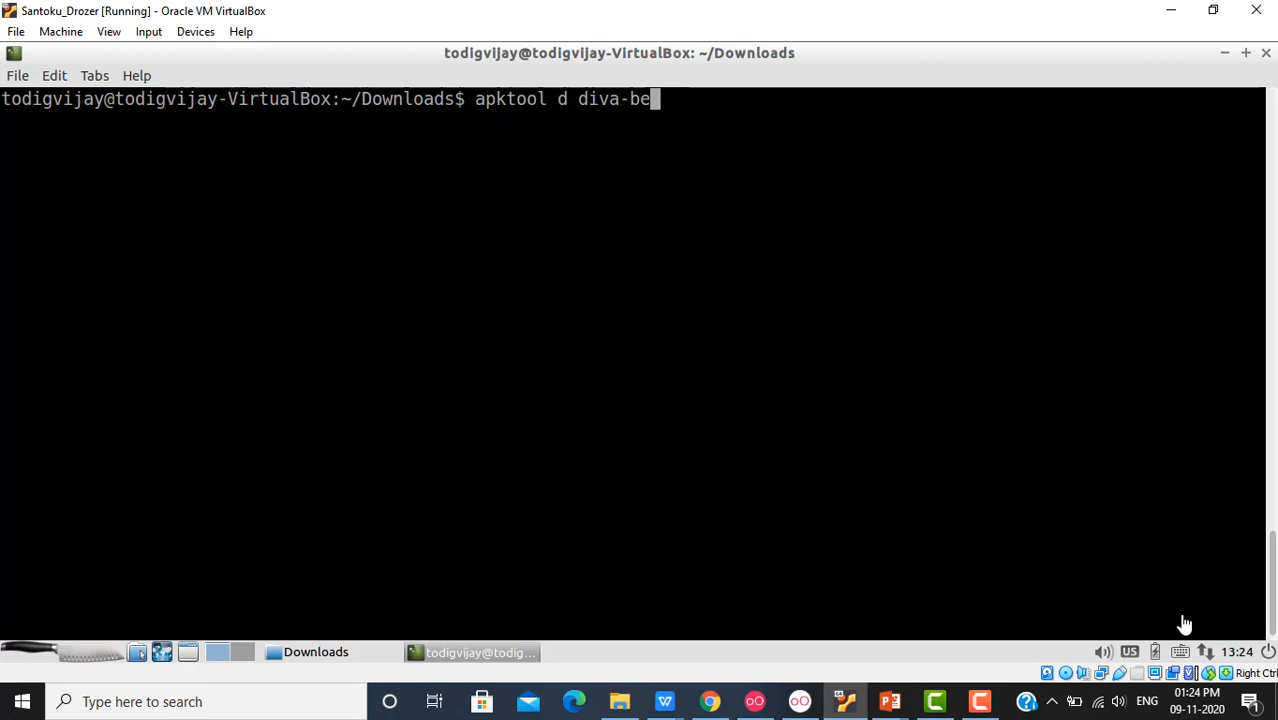 Santoku_Drozer [Running] - Oracle VM VirtualBox
File Machine View Input Devices Help
todigvijay@todigvijay-VirtualBox: ~/Downloads
File Edit Tabs Help
todigvijay@todigvijay-VirtualBox:~/Downloads$ apktool d diva-be
Downloads
todigvijay@todig...
US
13:24
Right Ctrl
Type here to search
W
ENG
01:24 PM
09-11-2020
1